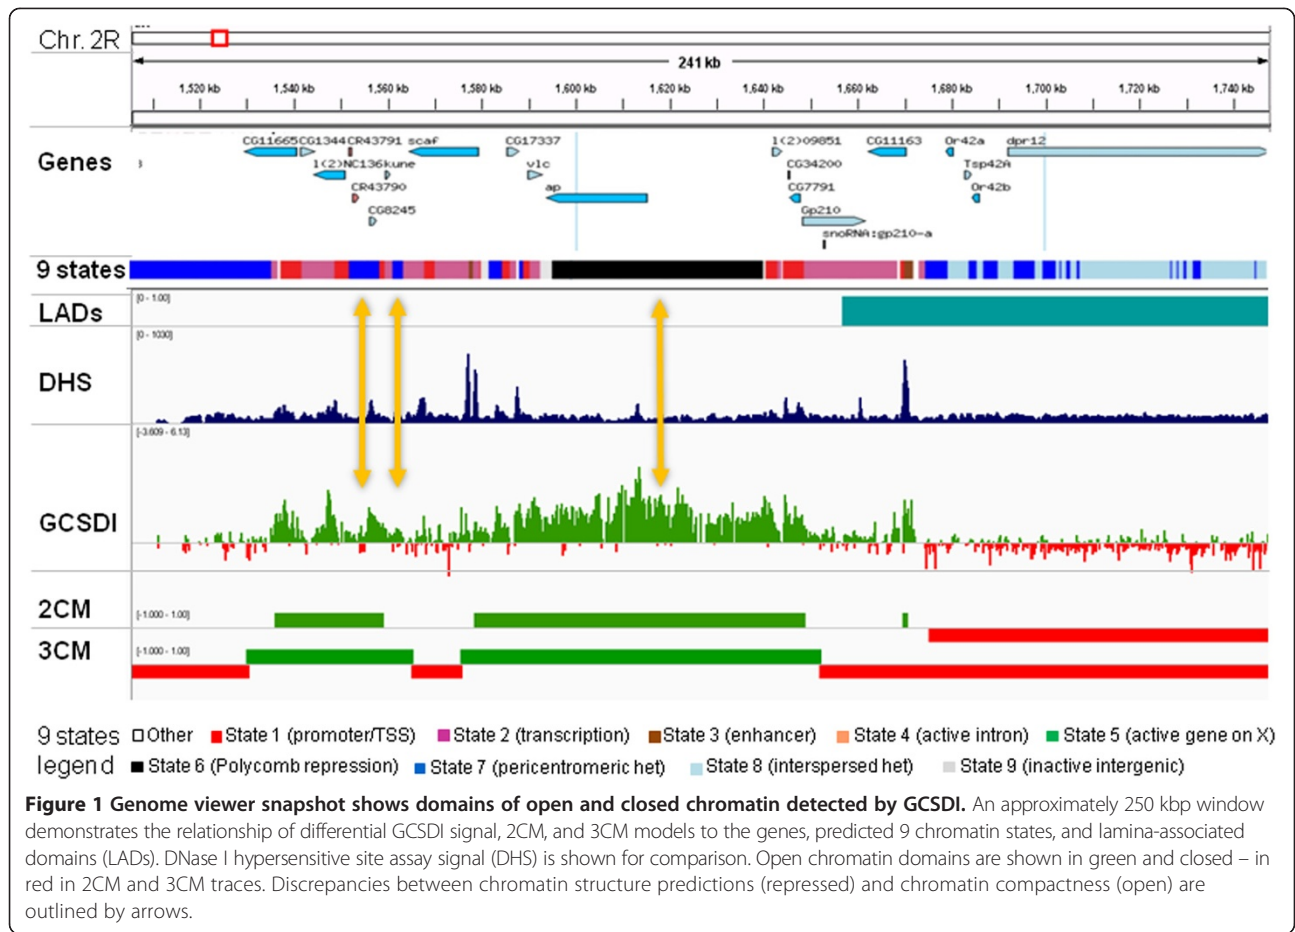 Chr. 2R
241 kb
1,520 kb 1,540 kb 1,560 kb 1,580 kb 1,600 kb 1,620 kb 1,640 kb 1,660 kb 1,680 kb 1,700 kb 1,720 kb 1,740 kb
Genes
CG11665 CG1344 CR43791 scaf CG17337 l(2)09851 CG11163 Or42a dpr12
l(2)NC136 kune vlc CG34200 Tsp42A
CR43790 ap CG7791 Or42b
CG8245 Gp210
snoRNA:gp210-a
9 states
LADs
[0 - 1.00]
DHS
[0 - 1030]
GCSDI
[-3.609 - 6.13]
2CM
[-1.000 - 1.00]
3CM
[-1.000 - 1.00]
9 states legend
Other State 1 (promoter/TSS) State 2 (transcription) State 3 (enhancer) State 4 (active intron) State 5 (active gene on X)
State 6 (Polycomb repression) State 7 (pericentromeric het) State 8 (interspersed het) State 9 (inactive intergenic)
Figure 1 Genome viewer snapshot shows domains of open and closed chromatin detected by GCSDI. An approximately 250 kbp window
demonstrates the relationship of differential GCSDI signal, 2CM, and 3CM models to the genes, predicted 9 chromatin states, and lamina-associated
domains (LADs). DNase I hypersensitive site assay signal (DHS) is shown for comparison. Open chromatin domains are shown in green and closed – in
red in 2CM and 3CM traces. Discrepancies between chromatin structure predictions (repressed) and chromatin compactness (open) are
outlined by arrows.